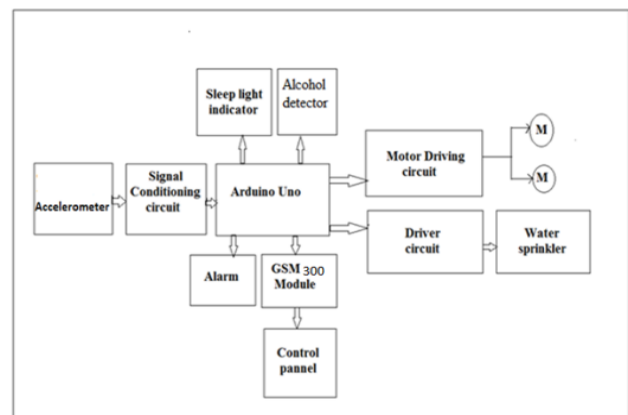 Sleep light
indicator
Alcohol
detector
M
Motor Driving
circuit
M
Accelerometer
Signal
Conditioning
circuit
Arduino Uno
Driver
circuit
Water
sprinkler
Alarm
GSM 300
Module
Control
pannel